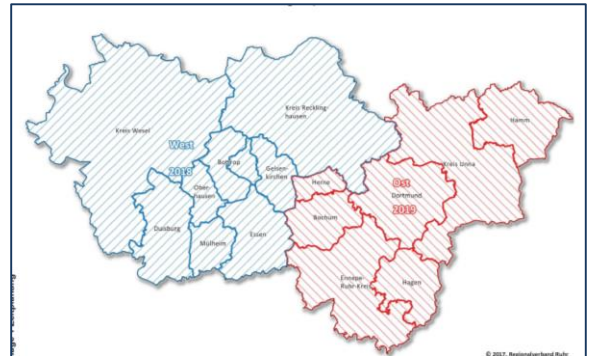 Kreis Reckling-
hausen
Kreis Wesel
West
2018
Hamm
Kreis Unna
Bottrop
Gelsen-
kirchen
Ober-
hausen
Herne
Ost
Dortmund
2019
Bochum
Duisburg
Essen
Mülheim
Ennepe-
Ruhr-Kreis
Hagen
© 2017, Regionalverband Ruhr